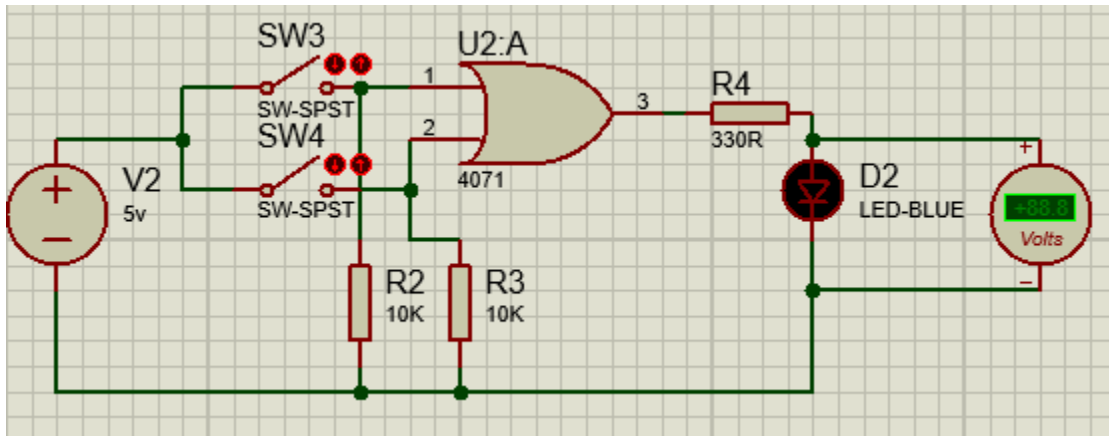 SW3
SW-SPST
SW4
SW-SPST
V2
5v
U2:A
1
2
3
4071
R4
330R
R2
10K
R3
10K
D2
LED-BLUE
+
+88.8
Volts
−